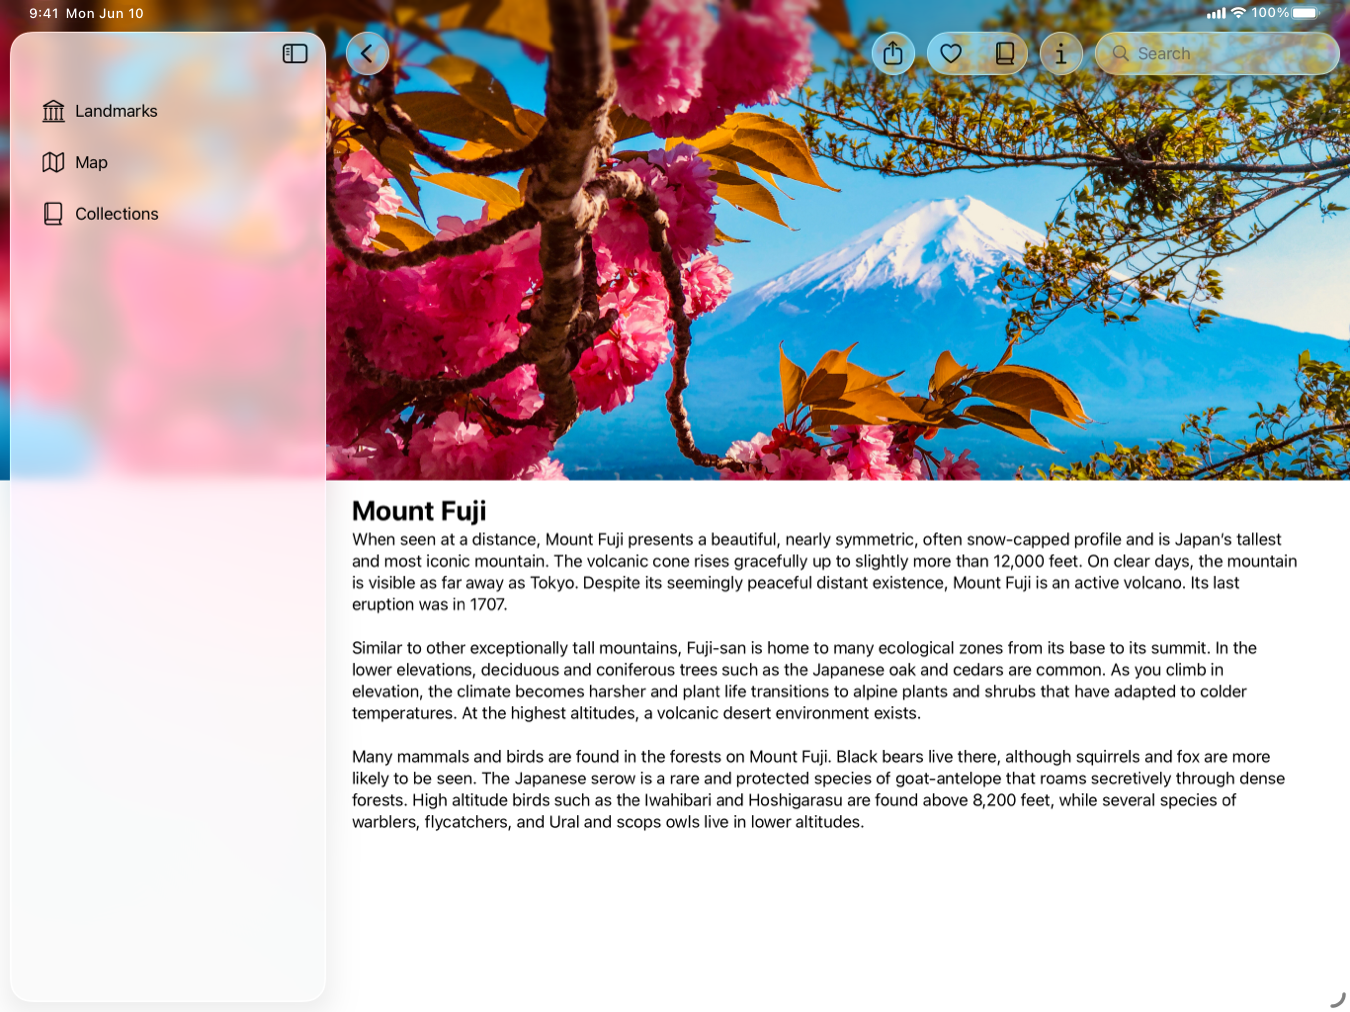 9:41 Mon Jun 10
100%
Search
Landmarks
Map
Collections
Mount Fuji
When seen at a distance, Mount Fuji presents a beautiful, nearly symmetric, often snow-capped profile and is Japan’s tallest
and most iconic mountain. The volcanic cone rises gracefully up to slightly more than 12,000 feet. On clear days, the mountain
is visible as far away as Tokyo. Despite its seemingly peaceful distant existence, Mount Fuji is an active volcano. Its last
eruption was in 1707.
Similar to other exceptionally tall mountains, Fuji-san is home to many ecological zones from its base to its summit. In the
lower elevations, deciduous and coniferous trees such as the Japanese oak and cedars are common. As you climb in
elevation, the climate becomes harsher and plant life transitions to alpine plants and shrubs that have adapted to colder
temperatures. At the highest altitudes, a volcanic desert environment exists.
Many mammals and birds are found in the forests on Mount Fuji. Black bears live there, although squirrels and fox are more
likely to be seen. The Japanese serow is a rare and protected species of goat-antelope that roams secretively through dense
forests. High altitude birds such as the Iwahibari and Hoshigarasu are found above 8,200 feet, while several species of
warblers, flycatchers, and Ural and scops owls live in lower altitudes.